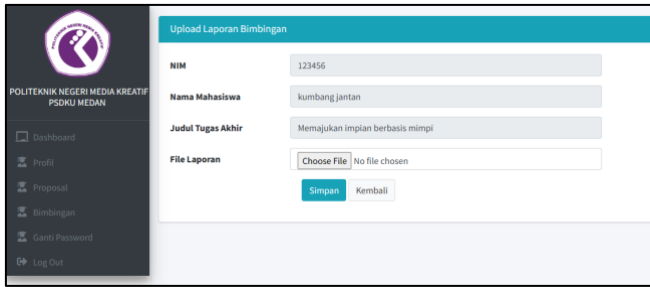 POLITEKNIK NEGERI MEDIA KREATIF
PSDKU MEDAN
Dashboard
Profil
Proposal
Bimbingan
Ganti Password
Log Out
Upload Laporan Bimbingan
NIM 123456
Nama Mahasiswa kumbang jantan
Judul Tugas Akhir Memajukan impian berbasis mimpi
File Laporan Choose File No file chosen
Simpan Kembali